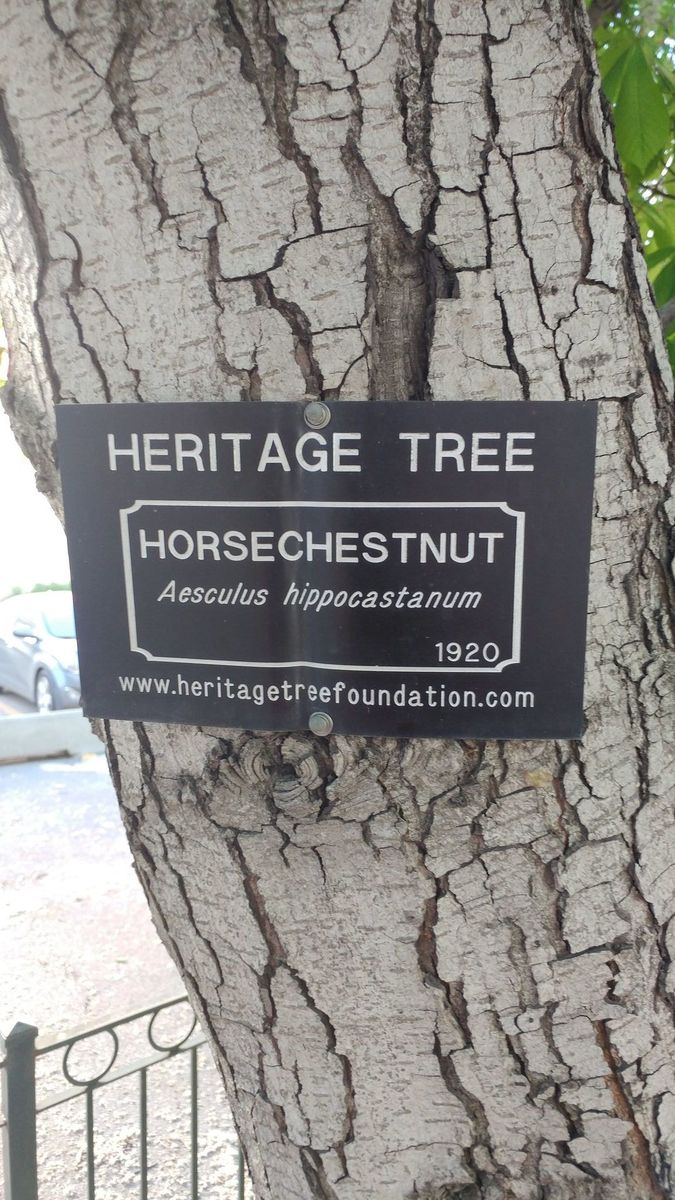 HERITAGE TREE
HORSECHESTNUT
Aesculus hippocastanum
1920
www.heritagetreefoundation.com